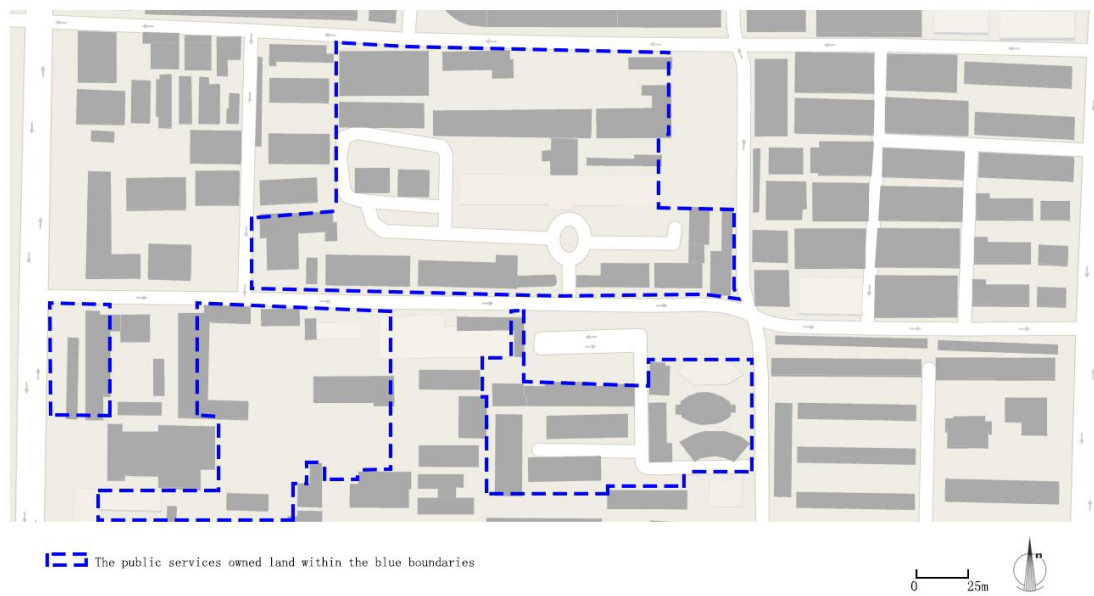 The public services owned land within the blue boundaries
n
0 25m